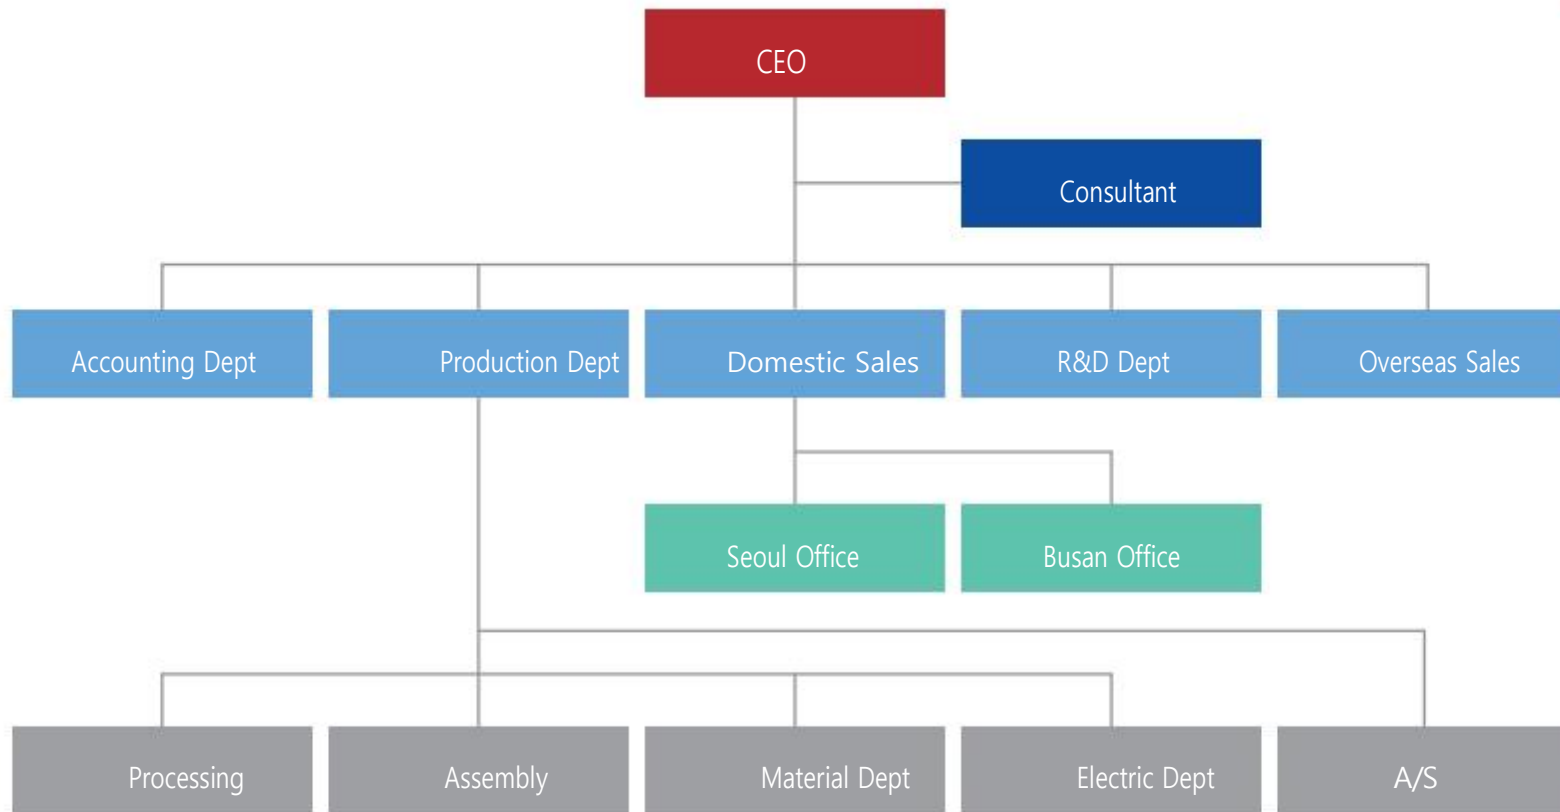 CEO
Consultant
Accounting Dept
Production Dept
Domestic Sales
R&D Dept
Overseas Sales
Seoul Office
Busan Office
Processing
Assembly
Material Dept
Electric Dept
A/S